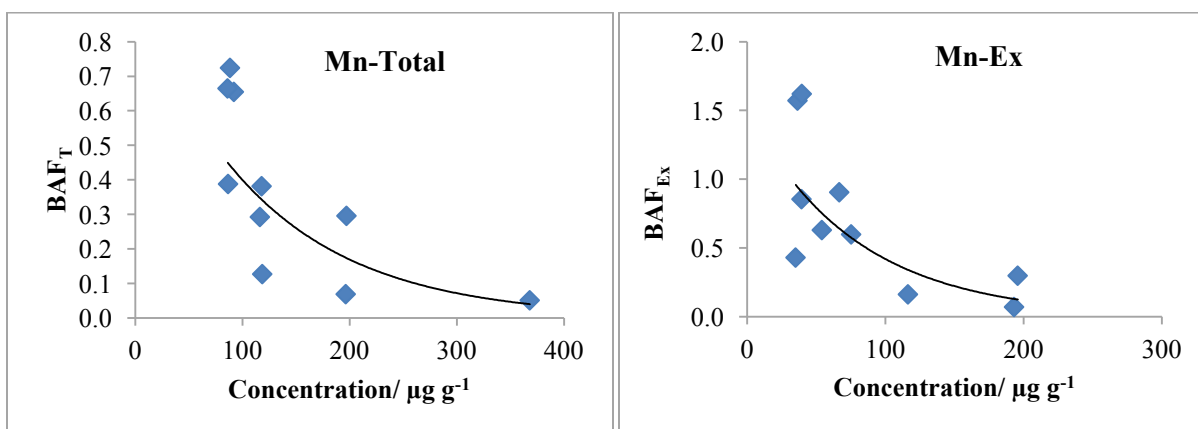 Mn-Total
BAF_T
0.8
0.7
0.6
0.5
0.4
0.3
0.2
0.1
0.0
0 100 200 300 400
Concentration/ µg g⁻¹
Mn-Ex
BAF_Ex
2.0
1.5
1.0
0.5
0.0
0 100 200 300
Concentration/ µg g⁻¹